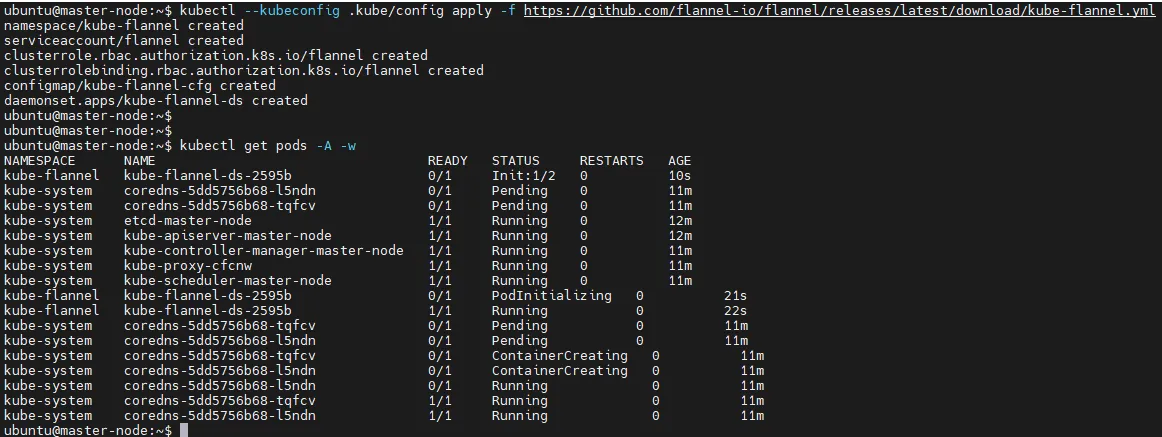 ubuntu@master-node:~$ kubectl --kubeconfig .kube/config apply -f https://github.com/flannel-io/flannel/releases/latest/download/kube-flannel.yml
namespace/kube-flannel created
serviceaccount/flannel created
clusterrole.rbac.authorization.k8s.io/flannel created
clusterrolebinding.rbac.authorization.k8s.io/flannel created
configmap/kube-flannel-cfg created
daemonset.apps/kube-flannel-ds created
ubuntu@master-node:~$
ubuntu@master-node:~$
ubuntu@master-node:~$ kubectl get pods -A -w
NAMESPACE      NAME                                  READY   STATUS     RESTARTS   AGE
kube-flannel   kube-flannel-ds-2595b                 0/1     Init:1/2   0          10s
kube-system    coredns-5dd5756b68-l5ndn              0/1     Pending    0          11m
kube-system    coredns-5dd5756b68-tqfcv              0/1     Pending    0          11m
kube-system    etcd-master-node                      1/1     Running    0          12m
kube-system    kube-apiserver-master-node            1/1     Running    0          12m
kube-system    kube-controller-manager-master-node   1/1     Running    0          11m
kube-system    kube-proxy-cfcnw                      1/1     Running    0          11m
kube-system    kube-scheduler-master-node            1/1     Running    0          11m
kube-flannel   kube-flannel-ds-2595b                 0/1     PodInitializing   0          21s
kube-flannel   kube-flannel-ds-2595b                 1/1     Running           0          22s
kube-system    coredns-5dd5756b68-tqfcv              0/1     Pending           0          11m
kube-system    coredns-5dd5756b68-l5ndn              0/1     Pending           0          11m
kube-system    coredns-5dd5756b68-tqfcv              0/1     ContainerCreating   0          11m
kube-system    coredns-5dd5756b68-l5ndn              0/1     ContainerCreating   0          11m
kube-system    coredns-5dd5756b68-l5ndn              0/1     Running             0          11m
kube-system    coredns-5dd5756b68-tqfcv              1/1     Running             0          11m
kube-system    coredns-5dd5756b68-l5ndn              1/1     Running             0          11m
ubuntu@master-node:~$